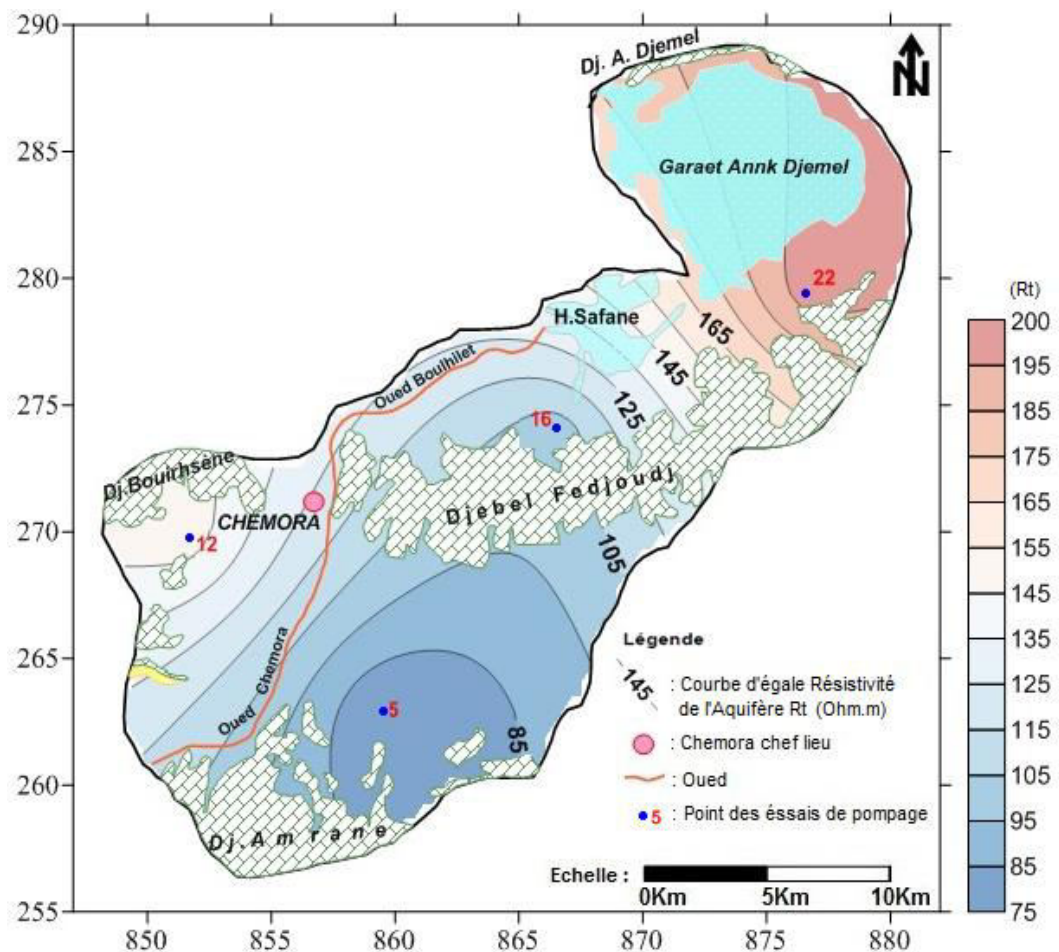 290
285
280
275
270
265
260
255
850
855
860
865
870
875
880
Dj. A. Djemel
N
Garaet Annk Djemel
22
H.Safane
165
145
125
Oued Boulhilet
16
Dj.Bouirhsène
CHEMORA
12
Djebel Fedjoudj
105
Oued Chemora
5
85
Dj.Amrane
Légende
145 : Courbe d'égale Résistivité
de l'Aquifère Rt (Ohm.m)
: Chemora chef lieu
: Oued
5 : Point des éssais de pompage
Echelle :
0Km 5Km 10Km
(Rt)
200
195
185
175
165
155
145
135
125
115
105
95
85
75